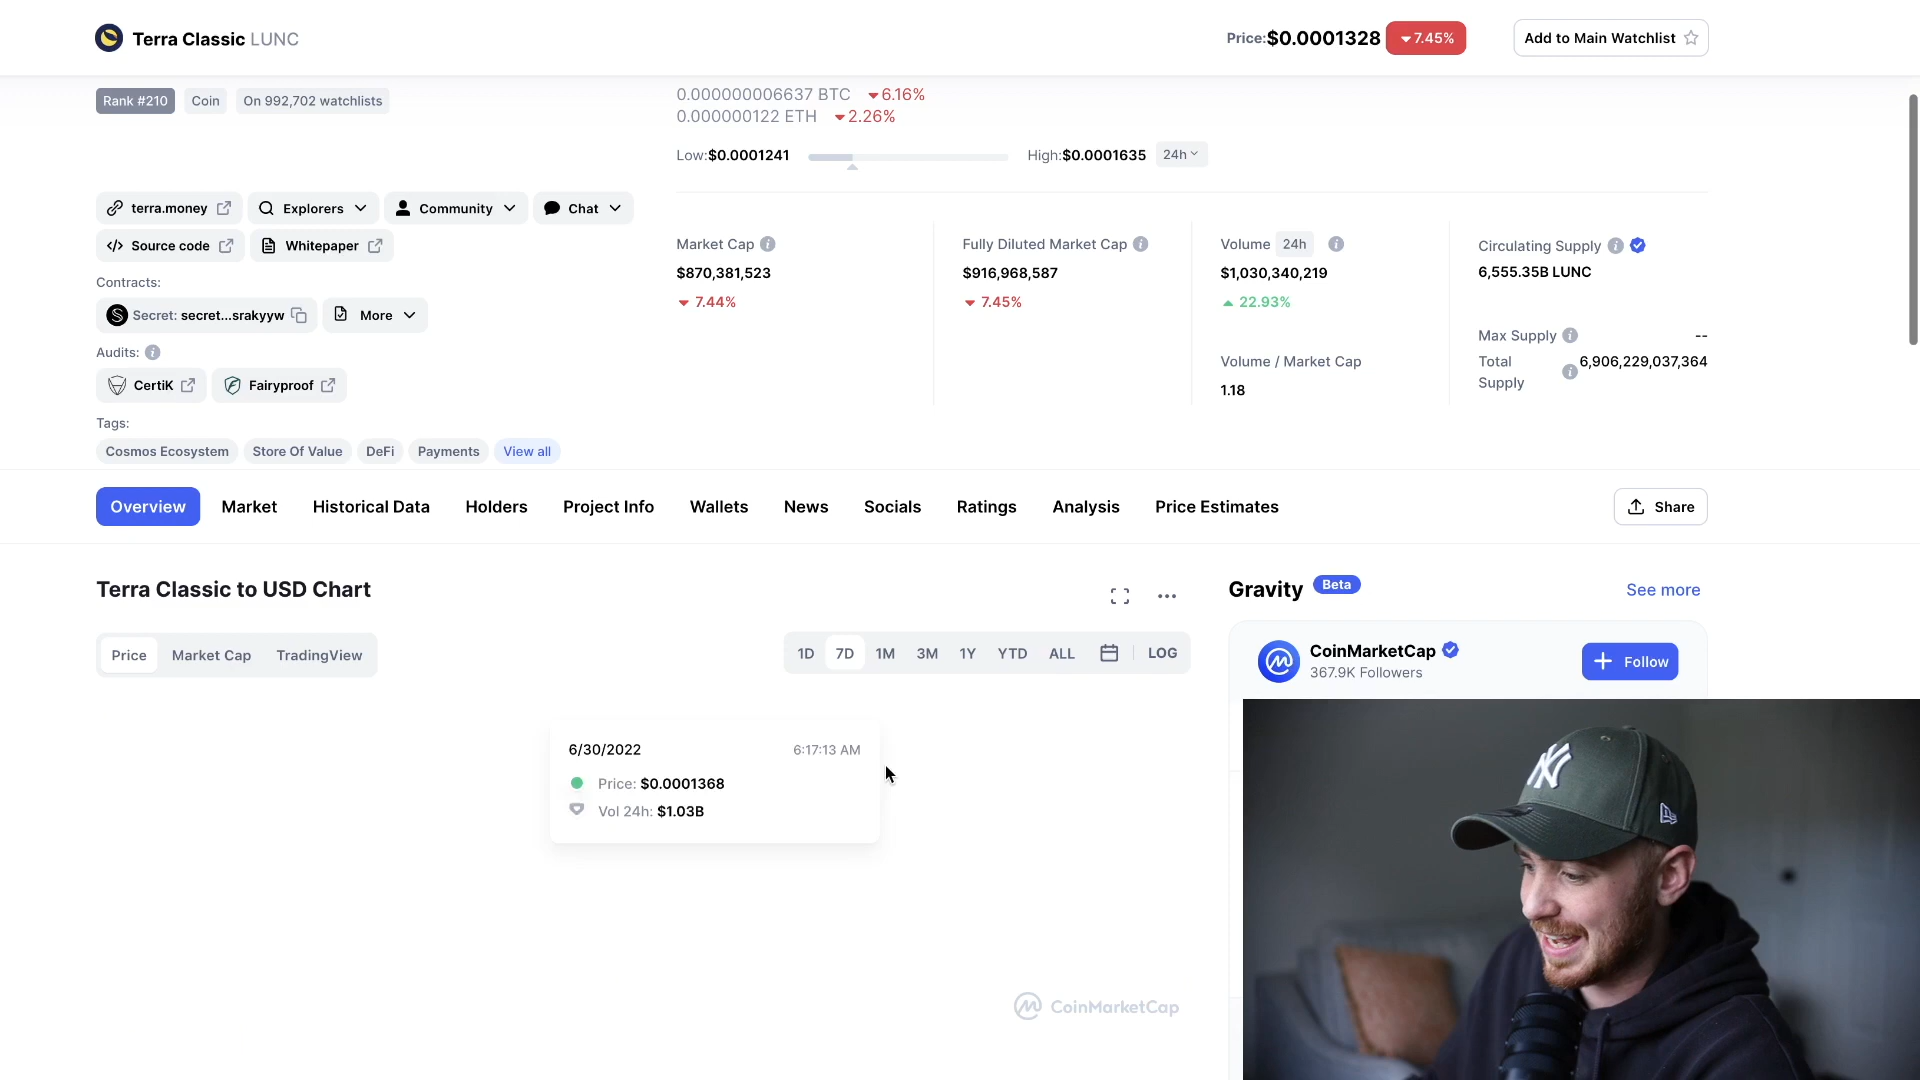 Terra Classic LUNC
Price:$0.0001328 7.45%
Add to Main Watchlist
Rank #210 Coin On 992,702 watchlists
0.000000006637 BTC 6.16%
0.000000122 ETH 2.26%
Low:$0.0001241 High:$0.0001635 24h
terra.money Explorers Community Chat
Source code Whitepaper
Contracts:
Secret: secret...srakyyw More
Audits:
CertiK Fairyproof
Tags:
Cosmos Ecosystem Store Of Value DeFi Payments View all
Market Cap
$870,381,523
7.44%
Fully Diluted Market Cap
$916,968,587
7.45%
Volume 24h
$1,030,340,219
22.93%
Volume / Market Cap
1.18
Circulating Supply
6,555.35B LUNC
Max Supply --
Total Supply 6,906,229,037,364
Overview Market Historical Data Holders Project Info Wallets News Socials Ratings Analysis Price Estimates Share
Terra Classic to USD Chart
Price Market Cap TradingView
1D 7D 1M 3M 1Y YTD ALL LOG
6/30/2022 6:17:13 AM
Price: $0.0001368
Vol 24h: $1.03B
CoinMarketCap
Gravity Beta See more
CoinMarketCap
367.9K Followers
Follow
NY